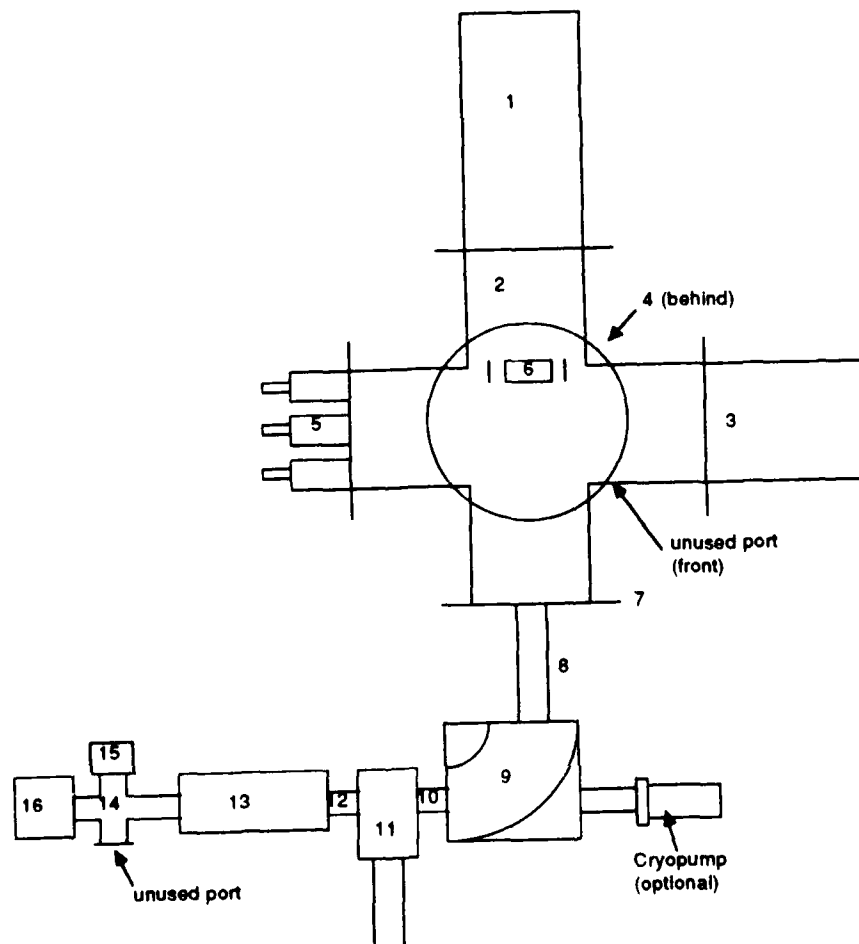 1
2
4 (behind)
6
5
3
unused port
(front)
7
8
15
9
16
14
13
12
10
11
Cryopump
(optional)
unused port